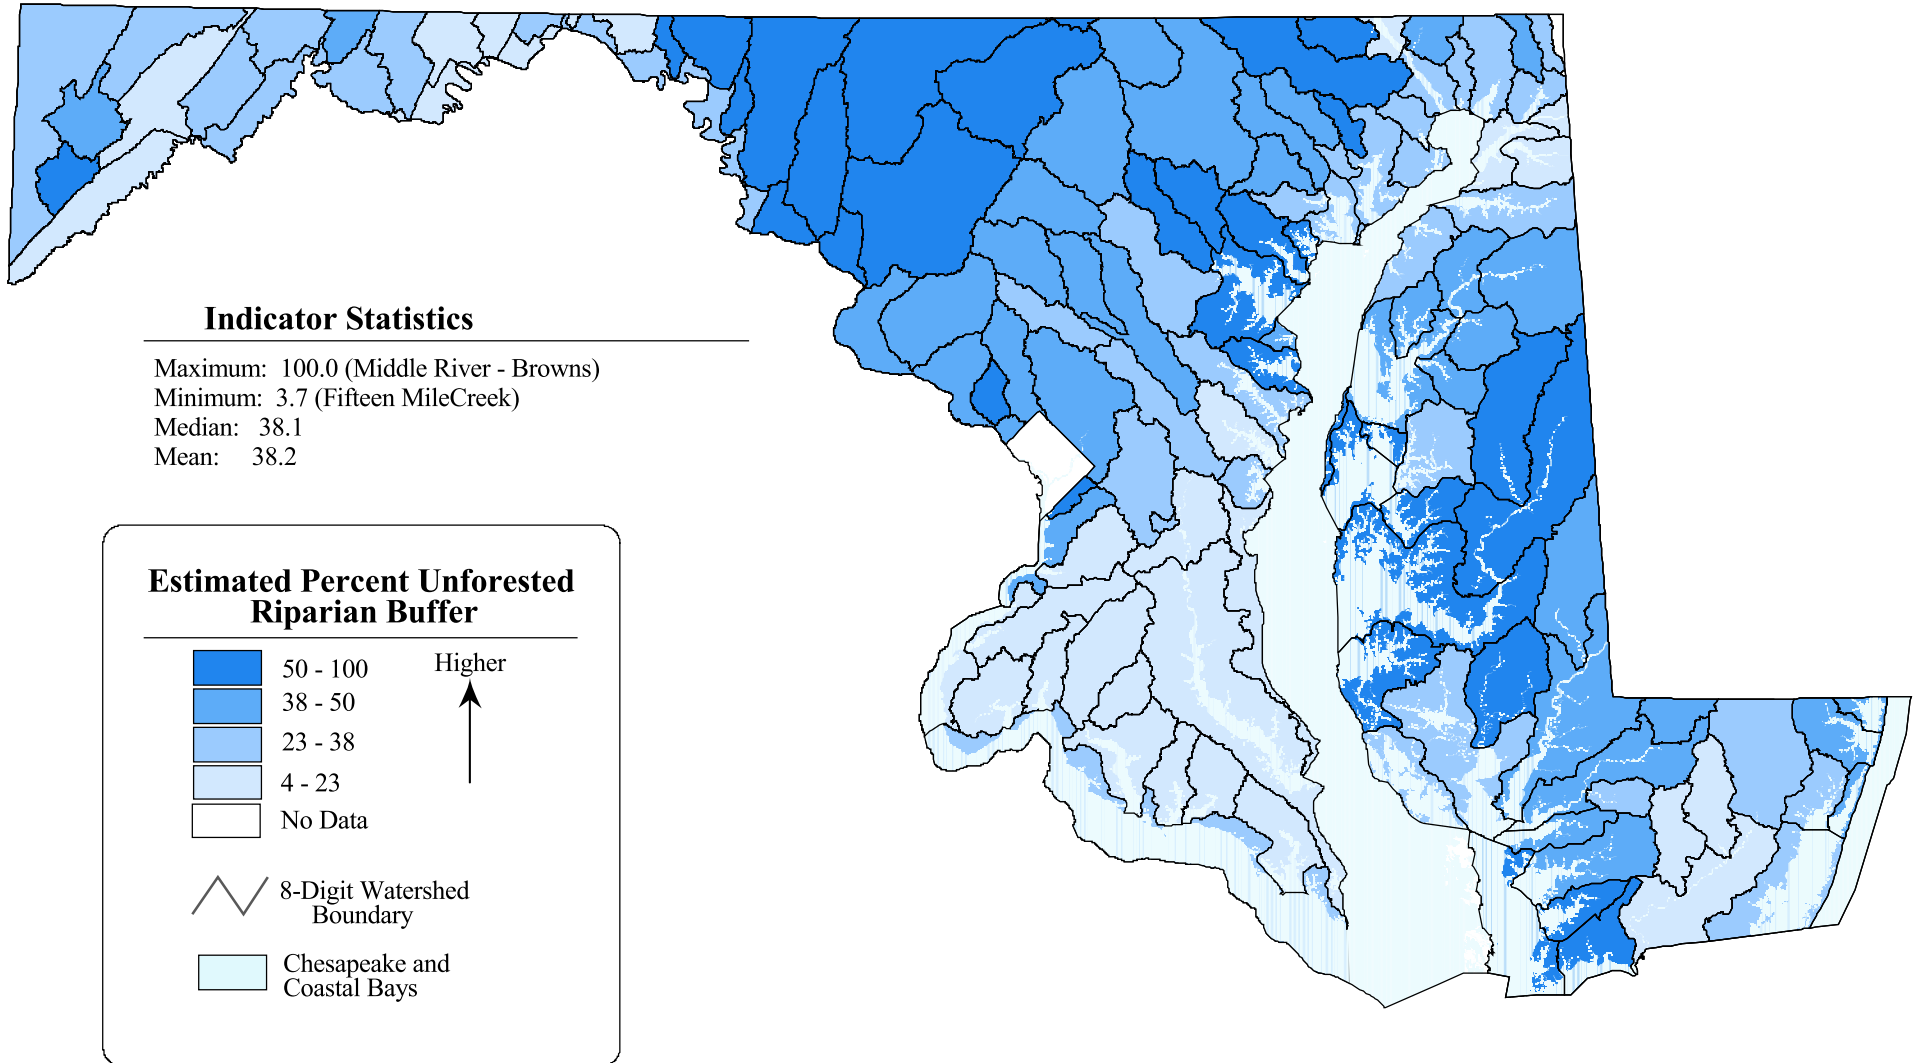 Indicator Statistics
Maximum: 100.0 (Middle River - Browns)
Minimum: 3.7 (Fifteen MileCreek)
Median: 38.1
Mean: 38.2
Estimated Percent Unforested
Riparian Buffer
50 - 100
Higher
38 - 50
23 - 38
4 - 23
No Data
8-Digit Watershed
Boundary
Chesapeake and
Coastal Bays